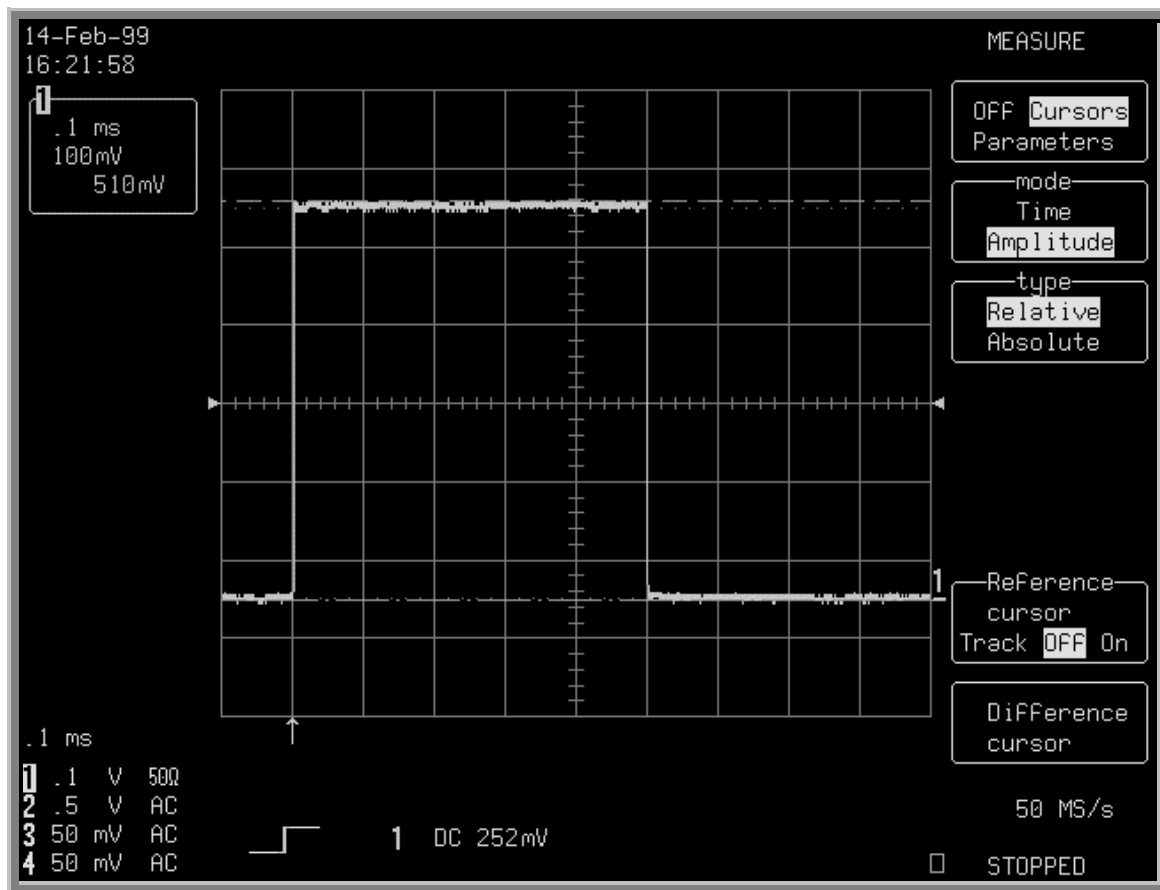 14-Feb-99
16:21:58
1
.1 ms
100mV
510mV
MEASURE
OFF Cursors
Parameters
mode
Time
Amplitude
type
Relative
Absolute
1
Reference
cursor
Track OFF On
Difference
cursor
.1 ms
1 .1 V 50Ω
2 .5 V AC
3 50 mV AC
4 50 mV AC
1 DC 252mV
50 MS/s
STOPPED